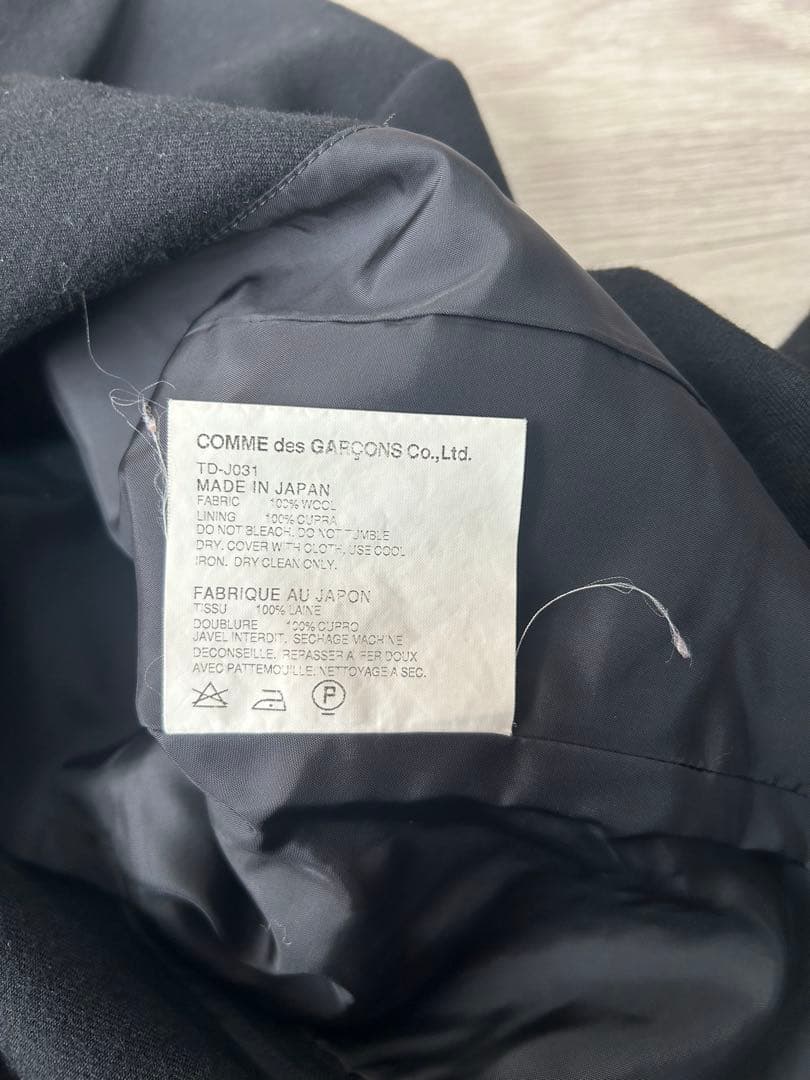 COMME des GARÇONS Co.,Ltd.
TD-J031
MADE IN JAPAN
FABRIC 100% WOOL
LINING 100% CUPRA
DO NOT BLEACH. DO NOT TUMBLE
DRY. COVER WITH CLOTH. USE COOL
IRON. DRY CLEAN ONLY.
FABRIQUE AU JAPON
TISSU 100% LAINE
DOUBLURE 100% CUPRO
JAVEL INTERDIT. SECHAGE MACHINE
DECONSEILLE. REPASSER A FER DOUX
AVEC PATTEMOUILLE. NETTOYAGE A SEC.
P